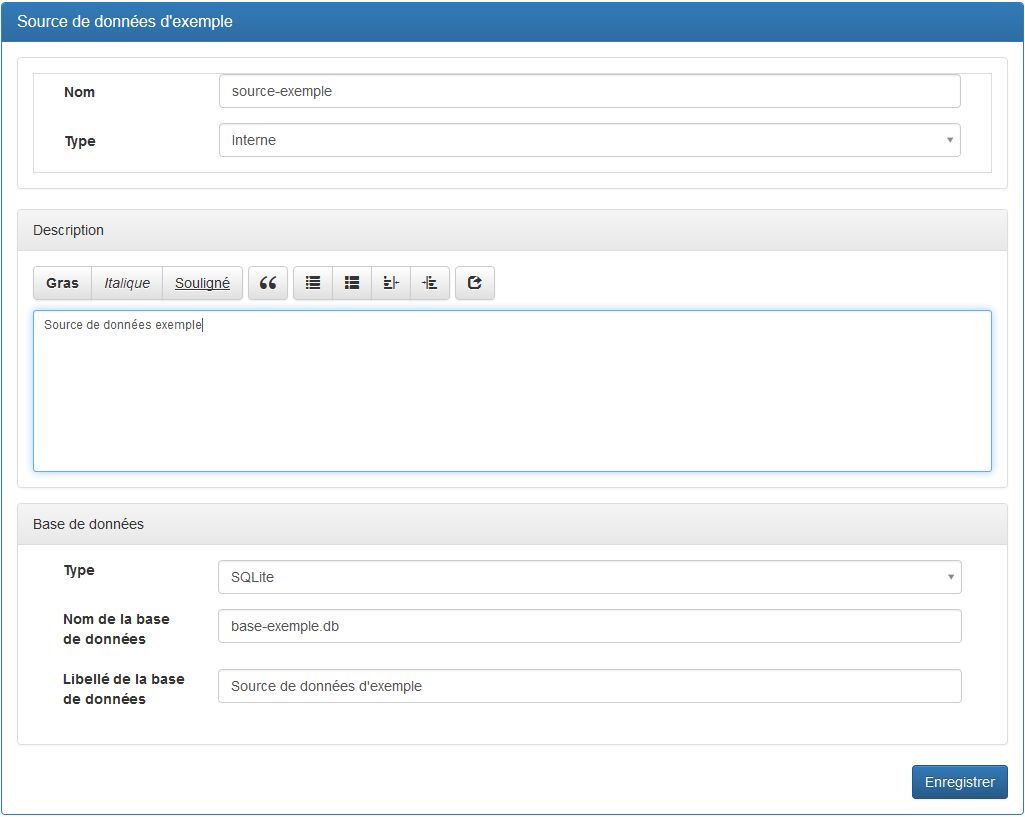 Source de données d'exemple
Nom
source-exemple
Type
Interne
Description
Gras Italique Souligné
Source de données exemple
Base de données
Type
SQLite
Nom de la base
de données
base-exemple.db
Libellé de la base
de données
Source de données d'exemple
Enregistrer